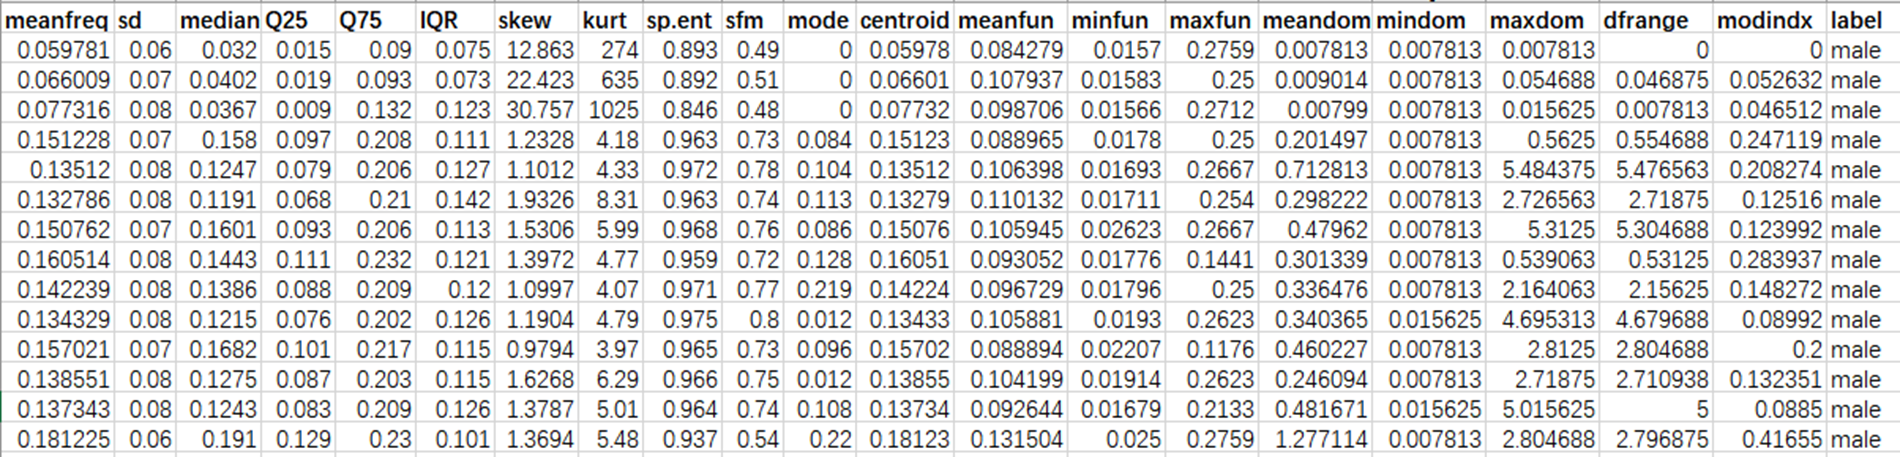 meanfreq sd median Q25 Q75 IQR skew kurt sp.ent sfm mode centroid meanfun minfun maxfun meandom mindom maxdom dfrange modindx label
0.059781 0.06 0.032 0.015 0.09 0.075 12.863 274 0.893 0.49 0 0.05978 0.084279 0.0157 0.2759 0.007813 0.007813 0.007813 0 0 male
0.066009 0.07 0.0402 0.019 0.093 0.073 22.423 635 0.892 0.51 0 0.06601 0.107937 0.01583 0.25 0.009014 0.007813 0.054688 0.046875 0.052632 male
0.077316 0.08 0.0367 0.009 0.132 0.123 30.757 1025 0.846 0.48 0 0.07732 0.098706 0.01566 0.2712 0.00799 0.007813 0.015625 0.007813 0.046512 male
0.151228 0.07 0.158 0.097 0.208 0.111 1.2328 4.18 0.963 0.73 0.084 0.15123 0.088965 0.0178 0.25 0.201497 0.007813 0.5625 0.554688 0.247119 male
0.13512 0.08 0.1247 0.079 0.206 0.127 1.1012 4.33 0.972 0.78 0.104 0.13512 0.106398 0.01693 0.2667 0.712813 0.007813 5.484375 5.476563 0.208274 male
0.132786 0.08 0.1191 0.068 0.21 0.142 1.9326 8.31 0.963 0.74 0.113 0.13279 0.110132 0.01711 0.254 0.298222 0.007813 2.726563 2.71875 0.12516 male
0.150762 0.07 0.1601 0.093 0.206 0.113 1.5306 5.99 0.968 0.76 0.086 0.15076 0.105945 0.02623 0.2667 0.47962 0.007813 5.3125 5.304688 0.123992 male
0.160514 0.08 0.1443 0.111 0.232 0.121 1.3972 4.77 0.959 0.72 0.128 0.16051 0.093052 0.01776 0.1441 0.301339 0.007813 0.539063 0.53125 0.283937 male
0.142239 0.08 0.1386 0.088 0.209 0.12 1.0997 4.07 0.971 0.77 0.219 0.14224 0.096729 0.01796 0.25 0.336476 0.007813 2.164063 2.15625 0.148272 male
0.134329 0.08 0.1215 0.076 0.202 0.126 1.1904 4.79 0.975 0.8 0.012 0.13433 0.105881 0.0193 0.2623 0.340365 0.015625 4.695313 4.679688 0.08992 male
0.157021 0.07 0.1682 0.101 0.217 0.115 0.9794 3.97 0.965 0.73 0.096 0.15702 0.088894 0.02207 0.1176 0.460227 0.007813 2.8125 2.804688 0.2 male
0.138551 0.08 0.1275 0.087 0.203 0.115 1.6268 6.29 0.966 0.75 0.012 0.13855 0.104199 0.01914 0.2623 0.246094 0.007813 2.71875 2.710938 0.132351 male
0.137343 0.08 0.1243 0.083 0.209 0.126 1.3787 5.01 0.964 0.74 0.108 0.13734 0.092644 0.01679 0.2133 0.481671 0.015625 5.015625 5 0.0885 male
0.181225 0.06 0.191 0.129 0.23 0.101 1.3694 5.48 0.937 0.54 0.22 0.18123 0.131504 0.025 0.2759 1.277114 0.007813 2.804688 2.796875 0.41655 male